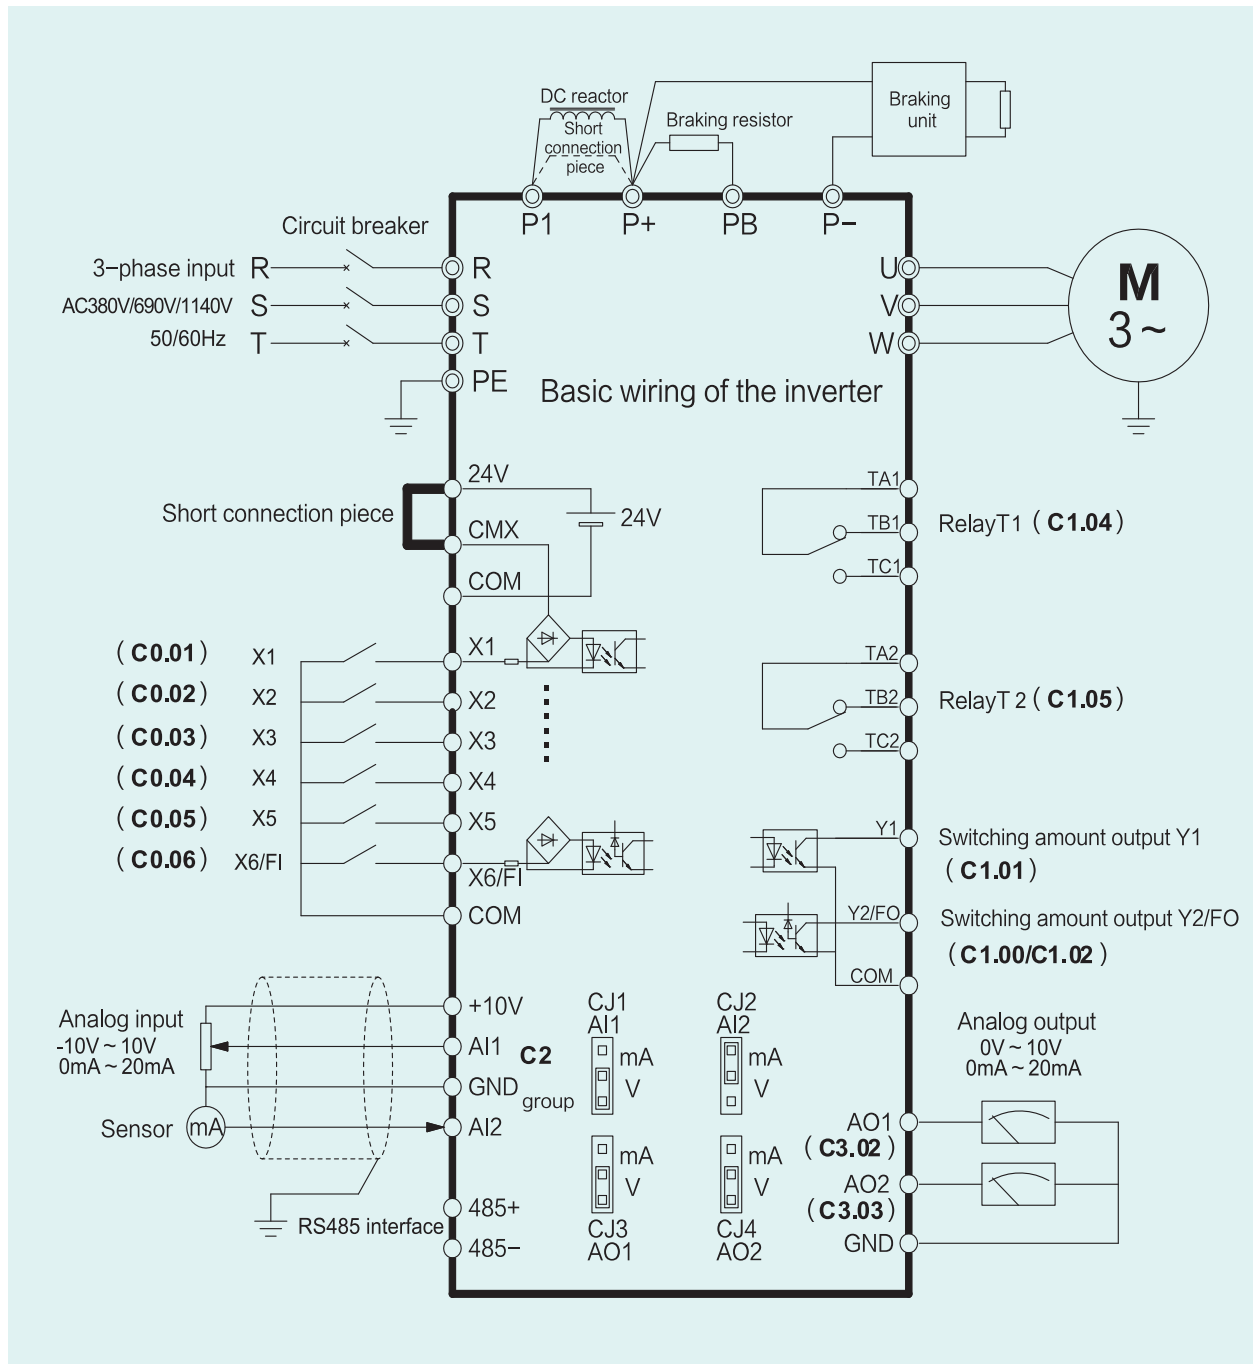 DC reactor
Short
connection
piece
Braking resistor
Braking
unit
P1
P+
PB
P−
Circuit breaker
3−phase input R
R
AC380V/690V/1140V S
S
50/60Hz T
T
PE
U
V
W
M
3~
Basic wiring of the inverter
24V
Short connection piece
CMX
24V
COM
TA1
TB1
RelayT1 ( C1.04 )
TC1
( C0.01 ) X1
X1
( C0.02 ) X2
X2
( C0.03 ) X3
X3
( C0.04 ) X4
X4
( C0.05 ) X5
X5
( C0.06 ) X6/FI
X6/FI
COM
TA2
TB2
RelayT 2 ( C1.05 )
TC2
Y1
Switching amount output Y1
( C1.01 )
Y2/FO
Switching amount output Y2/FO
( C1.00/C1.02 )
COM
Analog input
-10V ~ 10V
0mA ~ 20mA
Sensor
mA
+10V
AI1
C2
GND
group
AI2
485+
RS485 interface
485−
CJ1
AI1
mA
V
CJ2
AI2
mA
V
mA
V
CJ3
AO1
mA
V
CJ4
AO2
Analog output
0V ~ 10V
0mA ~ 20mA
AO1
( C3.02 )
AO2
( C3.03 )
GND